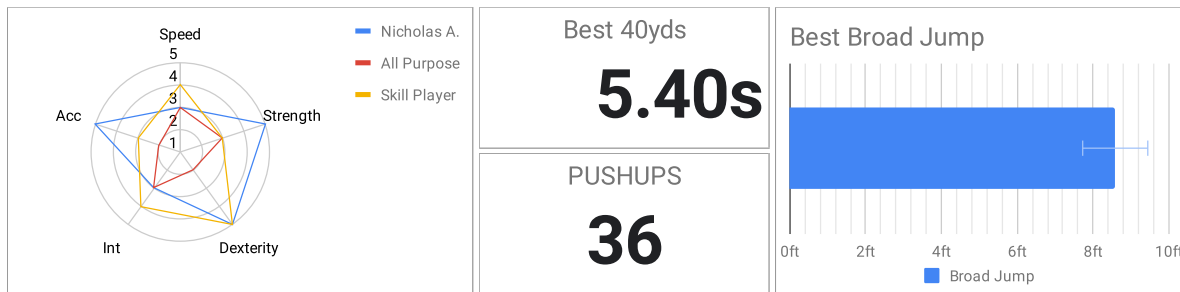 Speed
5
4
3
2
1
Acc
Strength
Int
Dexterity
Nicholas A.
All Purpose
Skill Player
Best 40yds
5.40s
PUSHUPS
36
Best Broad Jump
0ft 2ft 4ft 6ft 8ft 10ft
Broad Jump